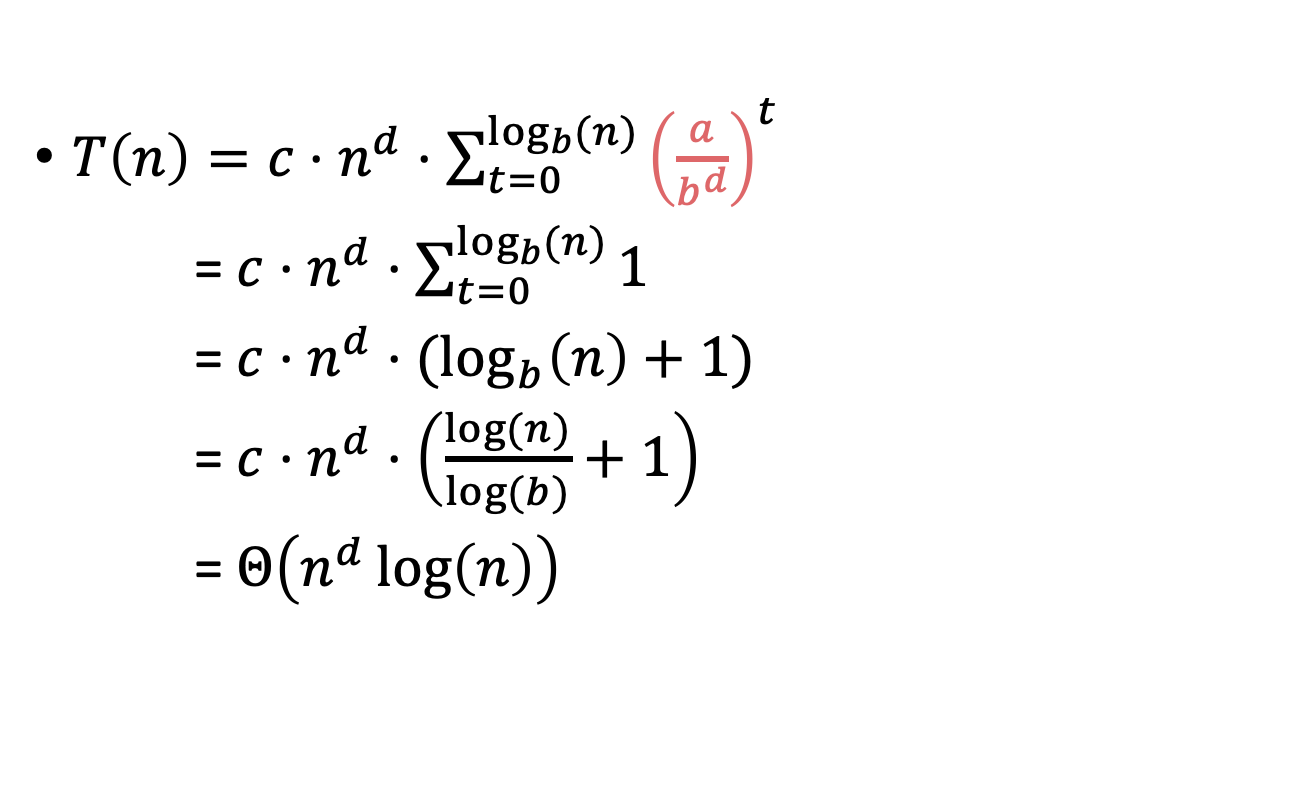 • T(n) = c · n^d · ∑_{t=0}^{log_b(n)} (a/b^d)^t
= c · n^d · ∑_{t=0}^{log_b(n)} 1
= c · n^d · (log_b(n) + 1)
= c · n^d · (log(n)/log(b) + 1)
= Θ(n^d log(n))